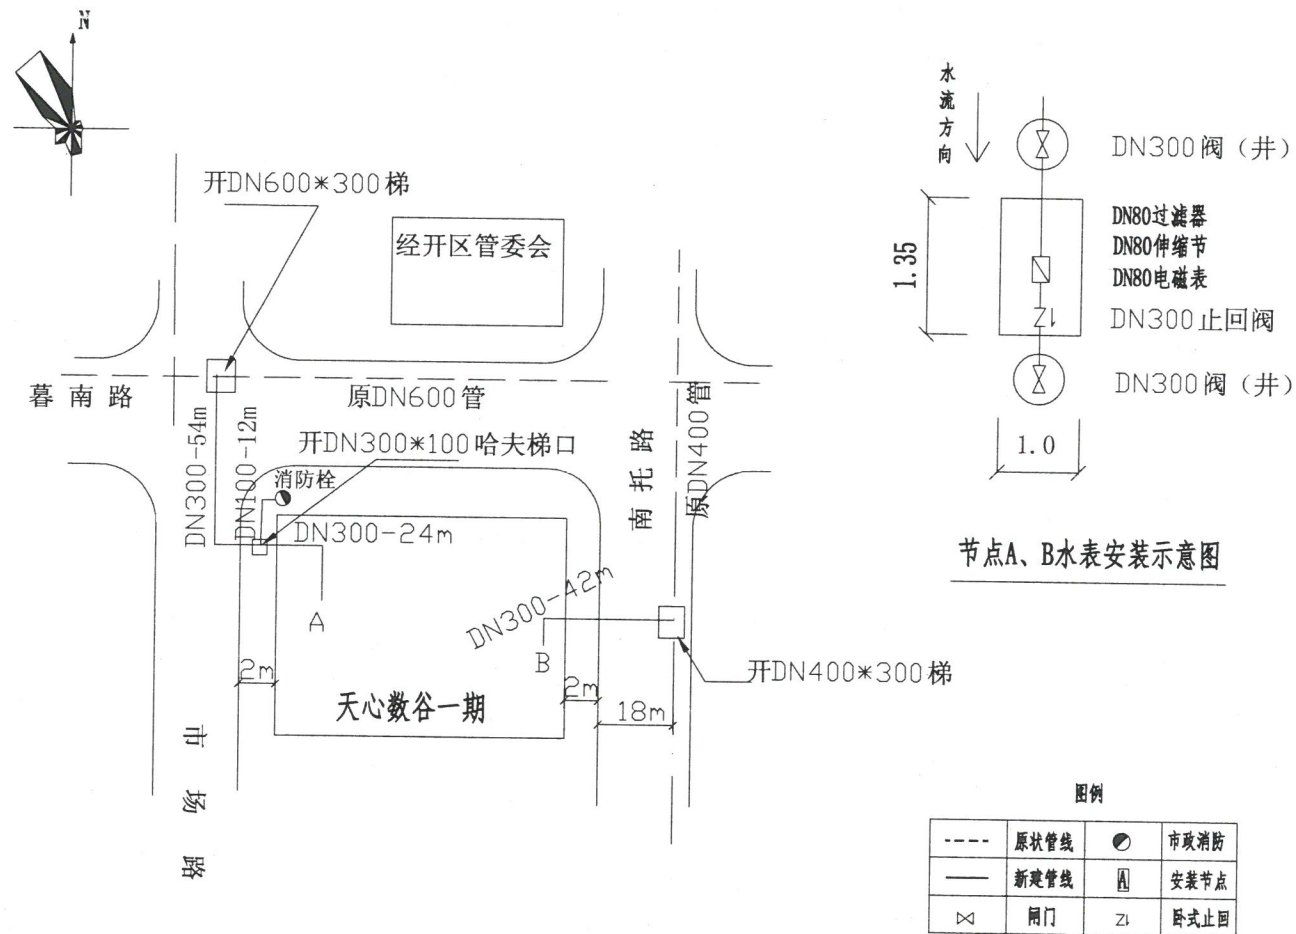 N
开DN600*300梯
经开区管委会
暮南路
原DN600管
DN300-54m
DN100-12m
开DN300*100哈夫梯口
消防栓
DN300-24m
A
南托路
原DN400管
DN300-42m
B
开DN400*300梯
2m
2m
18m
天心数谷一期
市场路
水流方向
DN300阀（井）
1.35
DN80过滤器
DN80伸缩节
DN80电磁表
DN300止回阀
DN300阀（井）
1.0
节点A、B水表安装示意图
图例
原状管线 市政消防
新建管线 A 安装节点
闸门 卧式止回